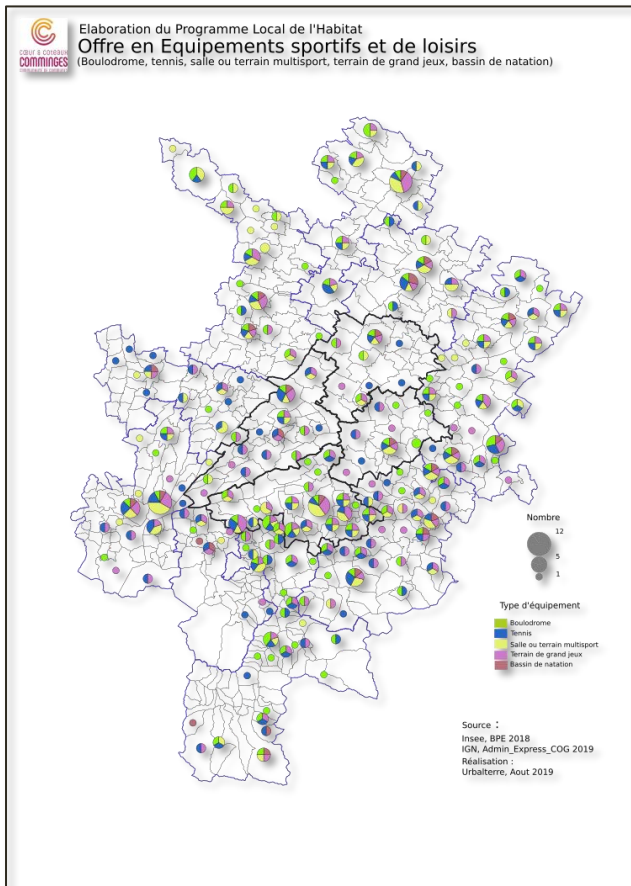 Elaboration du Programme Local de l'Habitat
Offre en Equipements sportifs et de loisirs
(Boulodrome, tennis, salle ou terrain multisport, terrain de grand jeux, bassin de natation)
cœur & coteaux
COMMINGES
Nombre
12
5
1
Type d'équipement
Boulodrome
Tennis
Salle ou terrain multisport
Terrain de grand jeux
Bassin de natation
Source :
Insee, BPE 2018
IGN, Admin_Express_COG 2019
Réalisation :
Urbalterre, Aout 2019